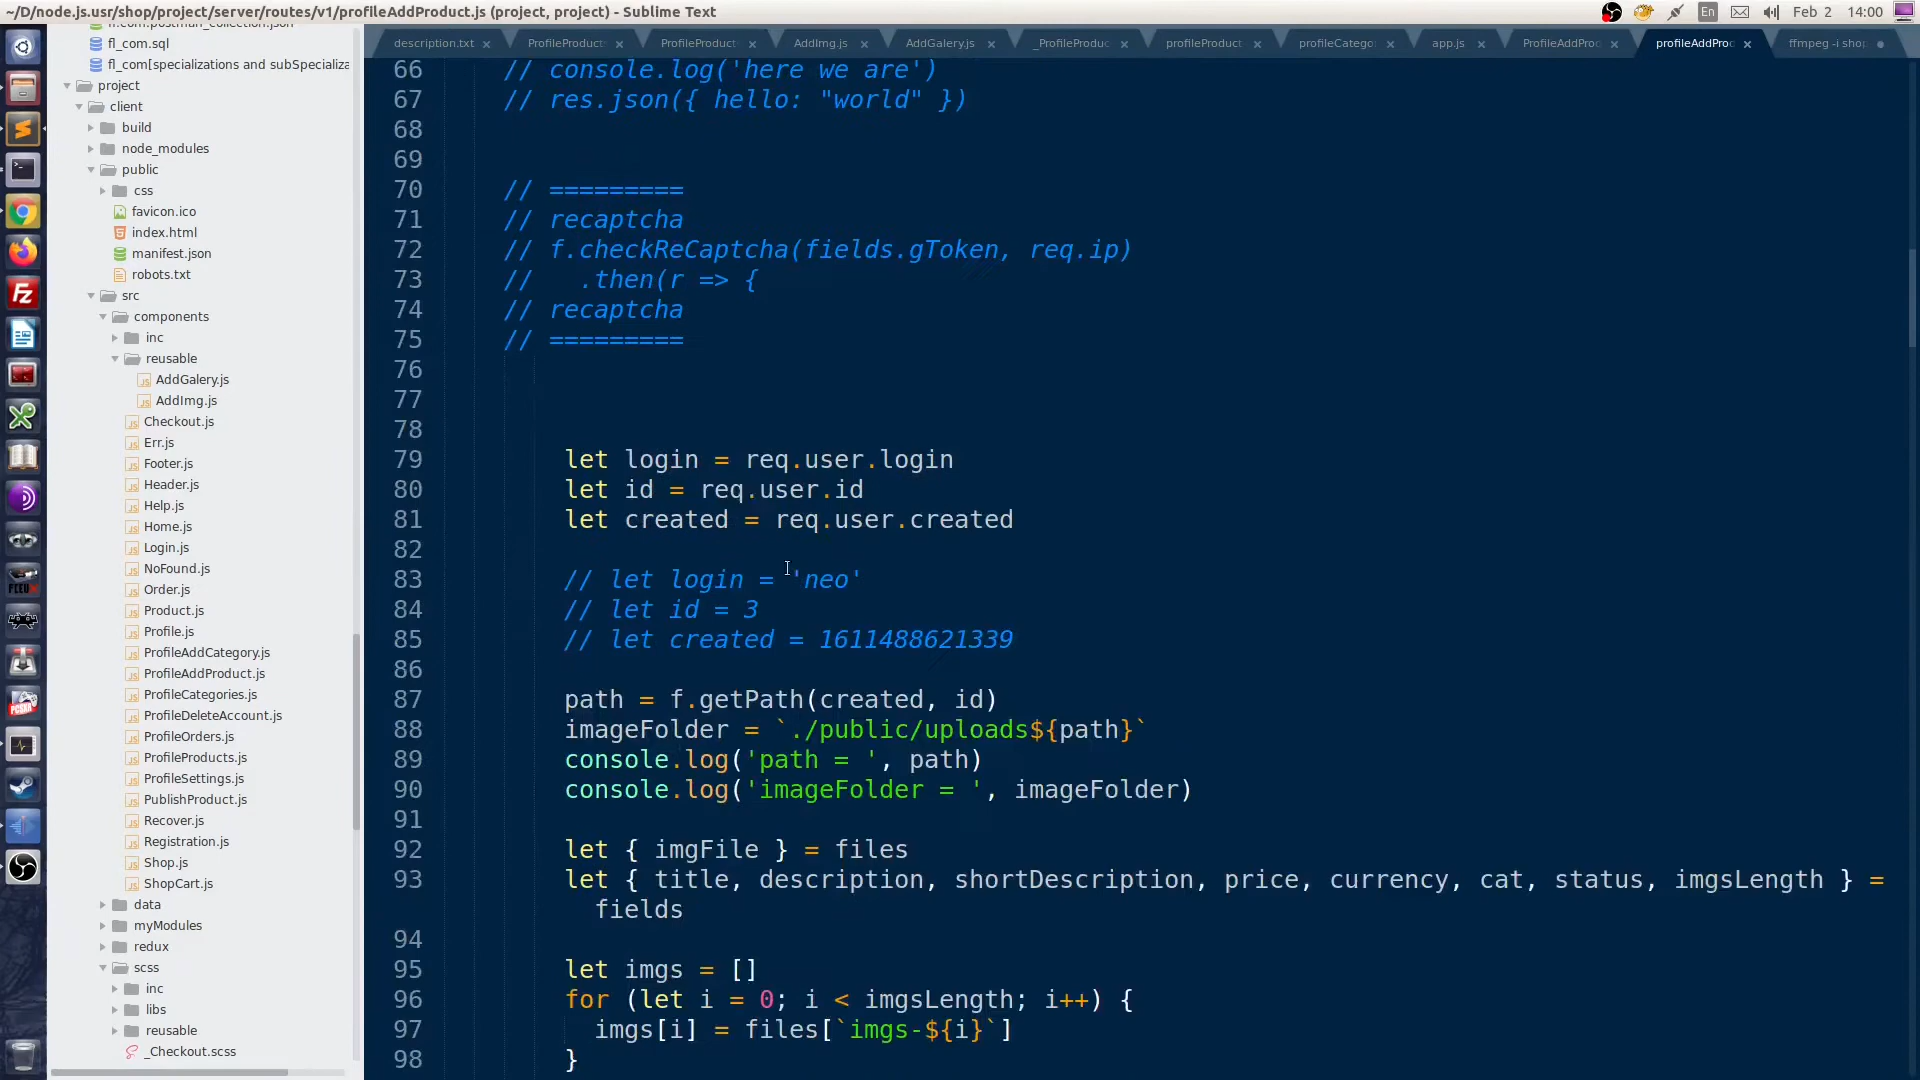 ~/D/node.js.usr/shop/project/server/routes/v1/profileAddProduct.js (project, project) - Sublime Text
En
Feb 2
14:00
fl_com.sql
fl_com[specializations and subSpecializa
project
client
build
node_modules
public
css
favicon.ico
index.html
manifest.json
robots.txt
src
components
inc
reusable
AddGalery.js
AddImg.js
Checkout.js
Err.js
Footer.js
Header.js
Help.js
Home.js
Login.js
NoFound.js
Order.js
Product.js
Profile.js
ProfileAddCategory.js
ProfileAddProduct.js
ProfileCategories.js
ProfileDeleteAccount.js
ProfileOrders.js
ProfileProducts.js
ProfileSettings.js
PublishProduct.js
Recover.js
Registration.js
Shop.js
ShopCart.js
data
myModules
redux
scss
inc
libs
reusable
_Checkout.scss
description.txt
ProfileProduct
ProfileProduct
AddImg.js
AddGalery.js
_ProfileProduc
profileProduct
profileCatego
app.js
ProfileAddPro
profileAddPro
ffmpeg -i shop
66 // console.log('here we are')
67 // res.json({ hello: "world" })
68
69
70 // =========
71 // recaptcha
72 // f.checkReCaptcha(fields.gToken, req.ip)
73 //   .then(r => {
74 // recaptcha
75 // =========
76
77
78
79 let login = req.user.login
80 let id = req.user.id
81 let created = req.user.created
82
83 // let login = 'neo'
84 // let id = 3
85 // let created = 1611488621339
86
87 path = f.getPath(created, id)
88 imageFolder = `./public/uploads${path}`
89 console.log('path = ', path)
90 console.log('imageFolder = ', imageFolder)
91
92 let { imgFile } = files
93 let { title, description, shortDescription, price, currency, cat, status, imgsLength } =
fields
94
95 let imgs = []
96 for (let i = 0; i < imgsLength; i++) {
97 imgs[i] = files[`imgs-${i}`]
98 }